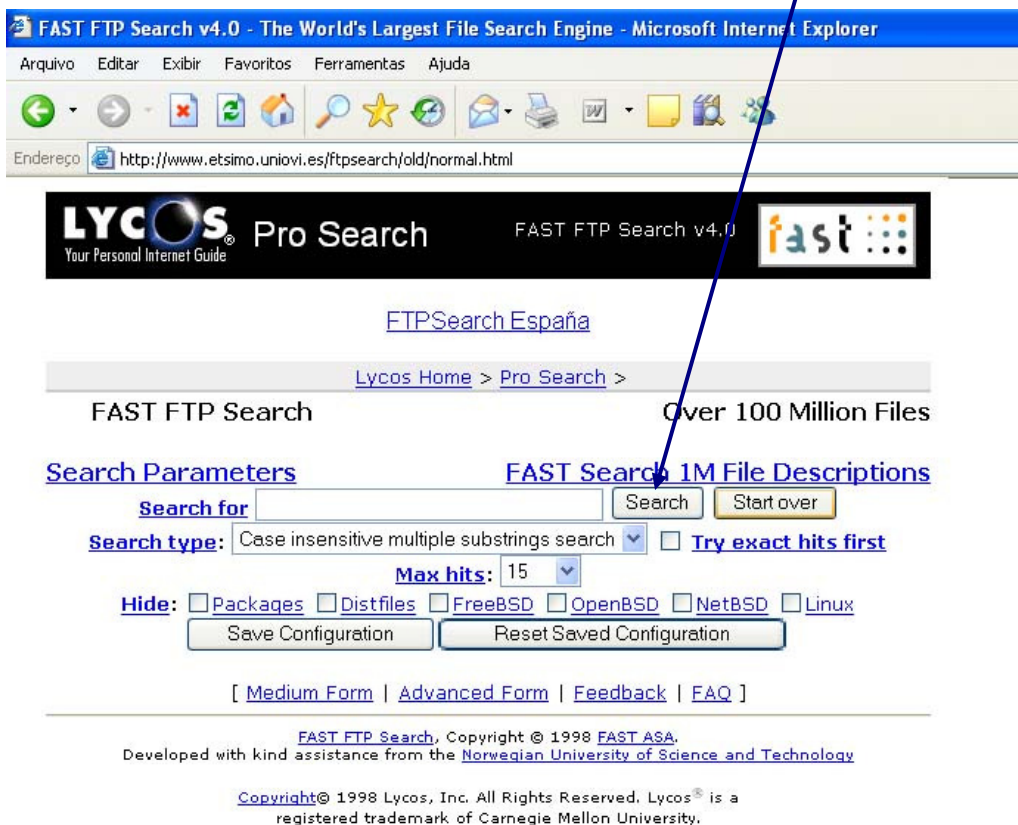 FAST FTP Search v4.0 - The World's Largest File Search Engine - Microsoft Internet Explorer
Arquivo Editar Exibir Favoritos Ferramentas Ajuda
Endereço http://www.etsimo.uniovi.es/ftpsearch/old/normal.html
LYCOS® Pro Search FAST FTP Search v4.0 fast
Your Personal Internet Guide
FTPSearch España
Lycos Home > Pro Search >
FAST FTP Search Over 100 Million Files
Search Parameters FAST Search 1M File Descriptions
Search for Search Start over
Search type: Case insensitive multiple substrings search Try exact hits first
Max hits: 15
Hide: Packages Distfiles FreeBSD OpenBSD NetBSD Linux
Save Configuration Reset Saved Configuration
[ Medium Form | Advanced Form | Feedback | FAQ ]
FAST FTP Search, Copyright © 1998 FAST ASA.
Developed with kind assistance from the Norwegian University of Science and Technology
Copyright© 1998 Lycos, Inc. All Rights Reserved. Lycos® is a
registered trademark of Carnegie Mellon University.